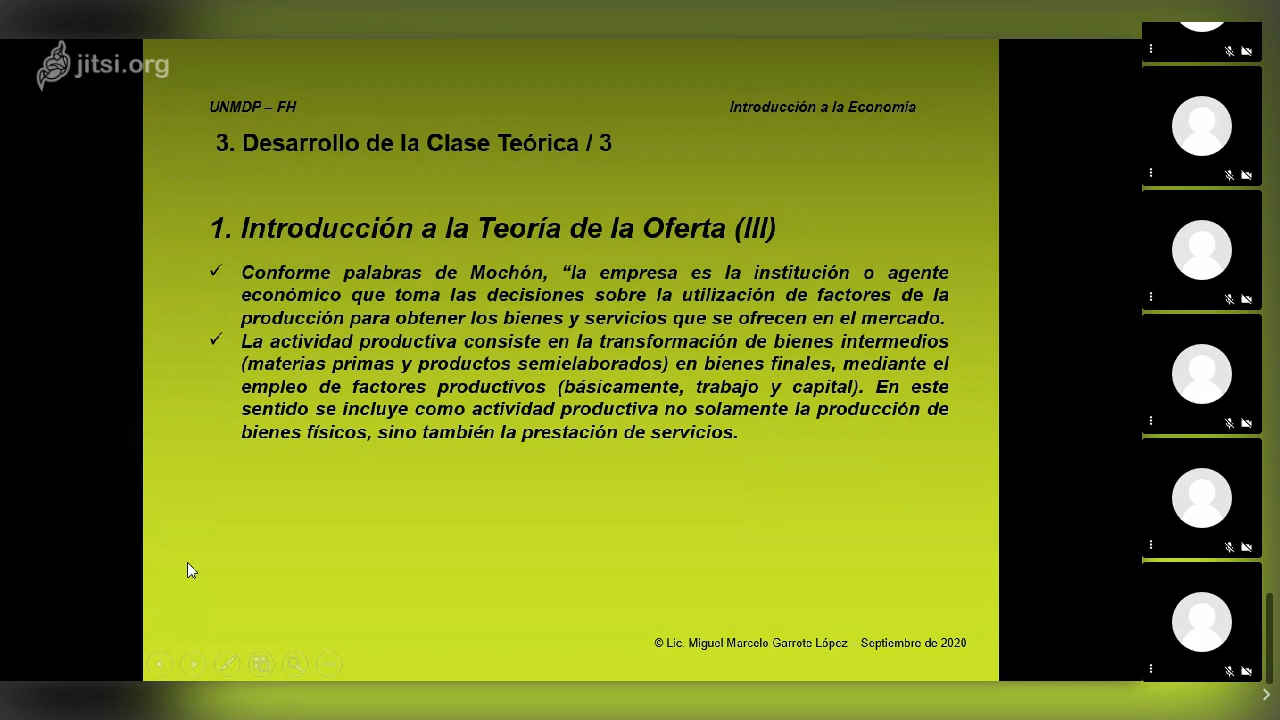 jitsi.org
UNMDP – FH
Introducción a la Economía
3. Desarrollo de la Clase Teórica / 3
1. Introducción a la Teoría de la Oferta (III)
✓ Conforme palabras de Mochón, “la empresa es la institución o agente
económico que toma las decisiones sobre la utilización de factores de la
producción para obtener los bienes y servicios que se ofrecen en el mercado.
✓ La actividad productiva consiste en la transformación de bienes intermedios
(materias primas y productos semielaborados) en bienes finales, mediante el
empleo de factores productivos (básicamente, trabajo y capital). En este
sentido se incluye como actividad productiva no solamente la producción de
bienes físicos, sino también la prestación de servicios.
© Lic. Miguel Marcelo Garrote López Septiembre de 2020